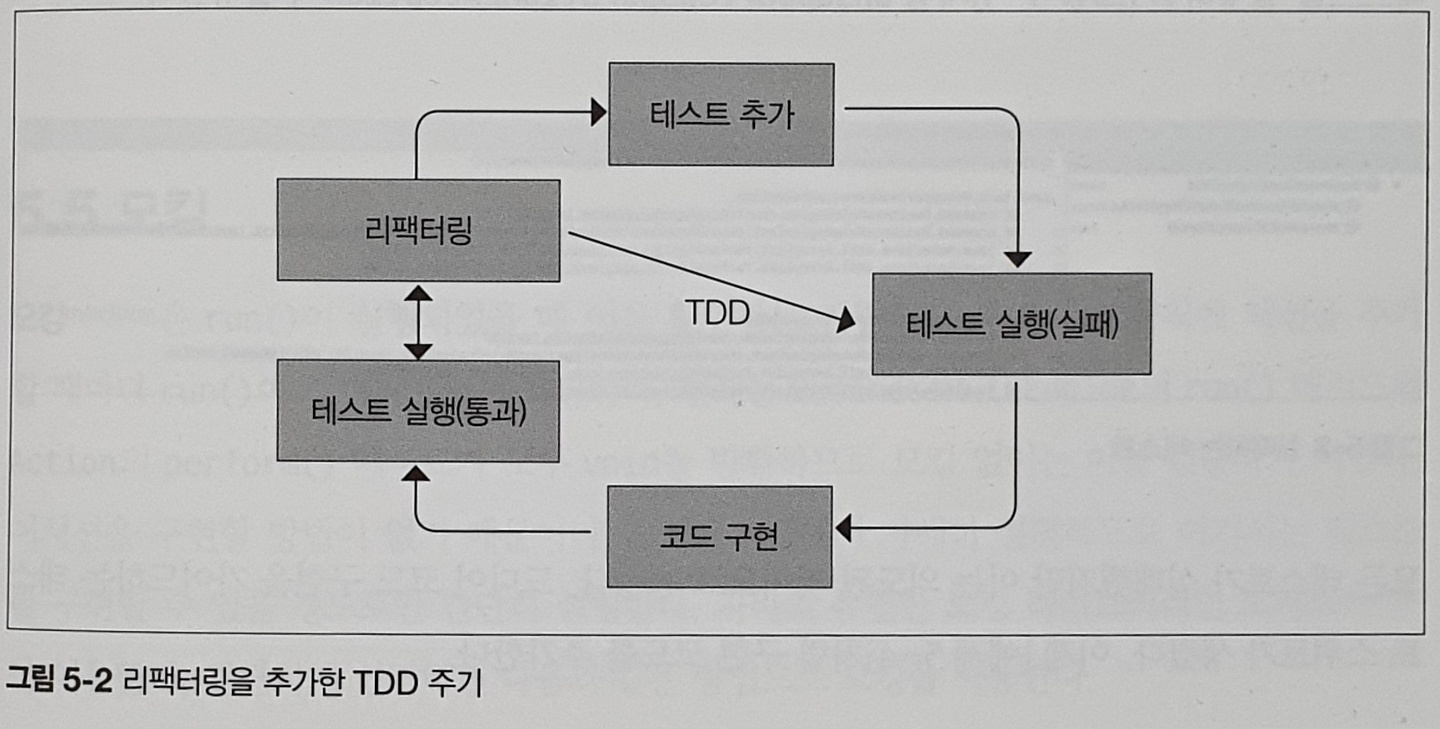 테스트 추가
리팩터링
TDD
테스트 실행(실패)
테스트 실행(통과)
코드 구현
그림 5-2 리팩터링을 추가한 TDD 주기